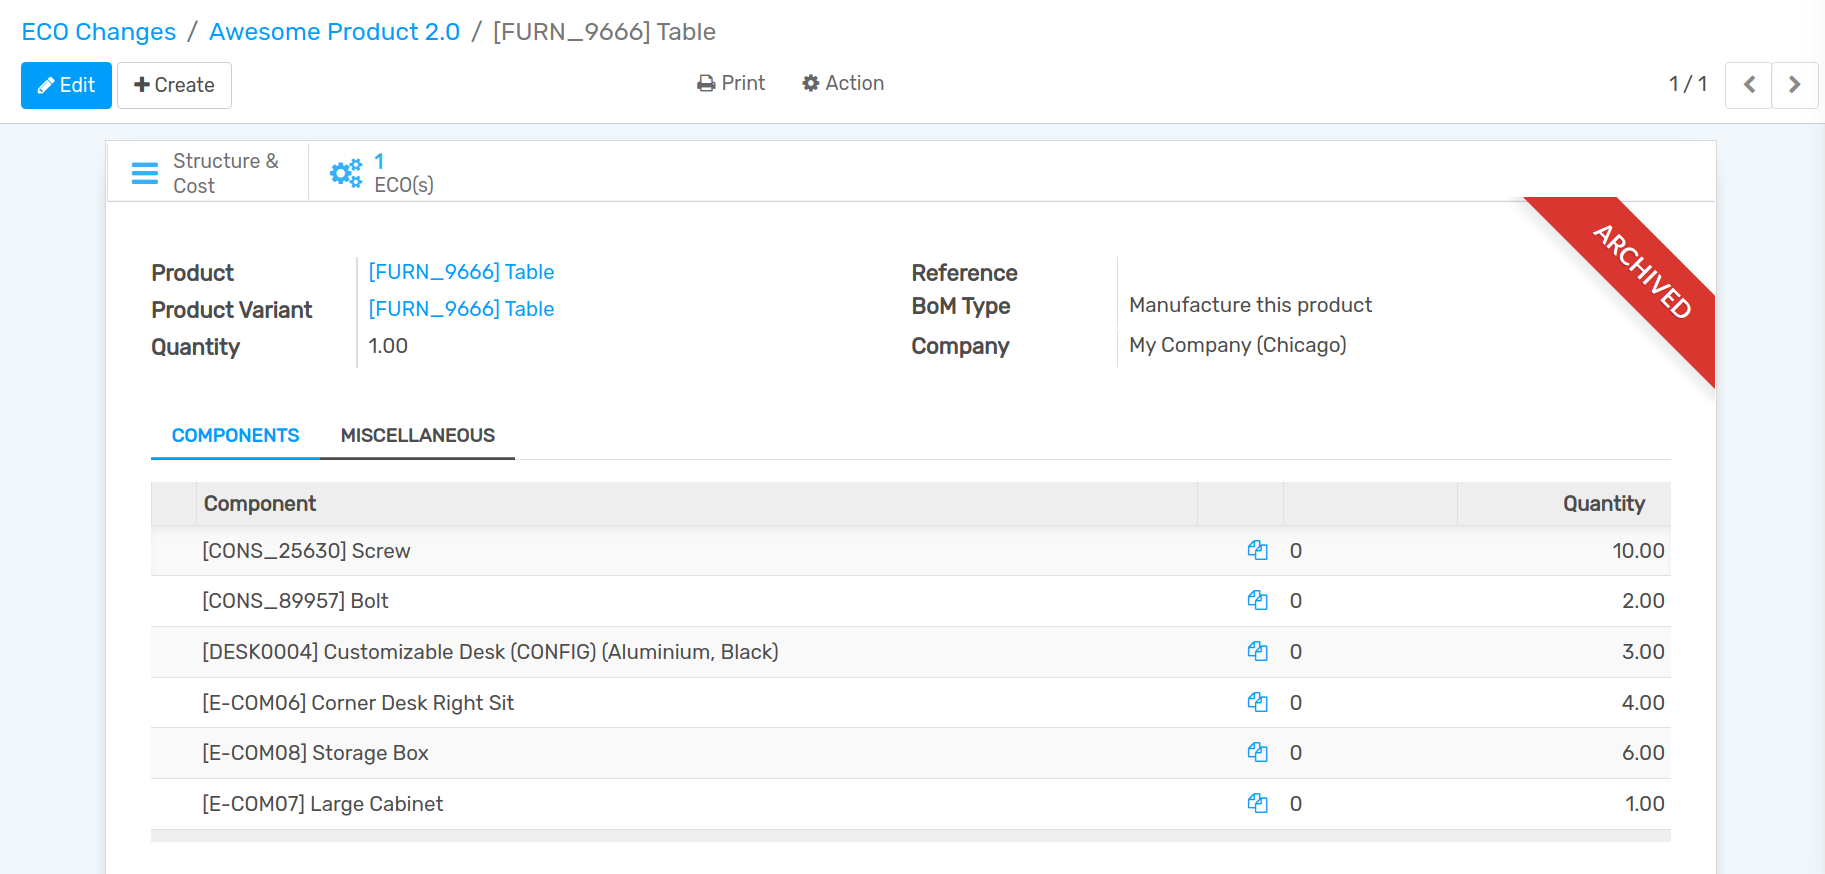 ECO Changes / Awesome Product 2.0 / [FURN_9666] Table
Edit Create Print Action 1 / 1
Structure & Cost
1 ECO(s)
ARCHIVED
Product [FURN_9666] Table
Product Variant [FURN_9666] Table
Quantity 1.00
Reference
BoM Type Manufacture this product
Company My Company (Chicago)
COMPONENTS MISCELLANEOUS
Component Quantity
[CONS_25630] Screw 0 10.00
[CONS_89957] Bolt 0 2.00
[DESK0004] Customizable Desk (CONFIG) (Aluminium, Black) 0 3.00
[E-COM06] Corner Desk Right Sit 0 4.00
[E-COM08] Storage Box 0 6.00
[E-COM07] Large Cabinet 0 1.00